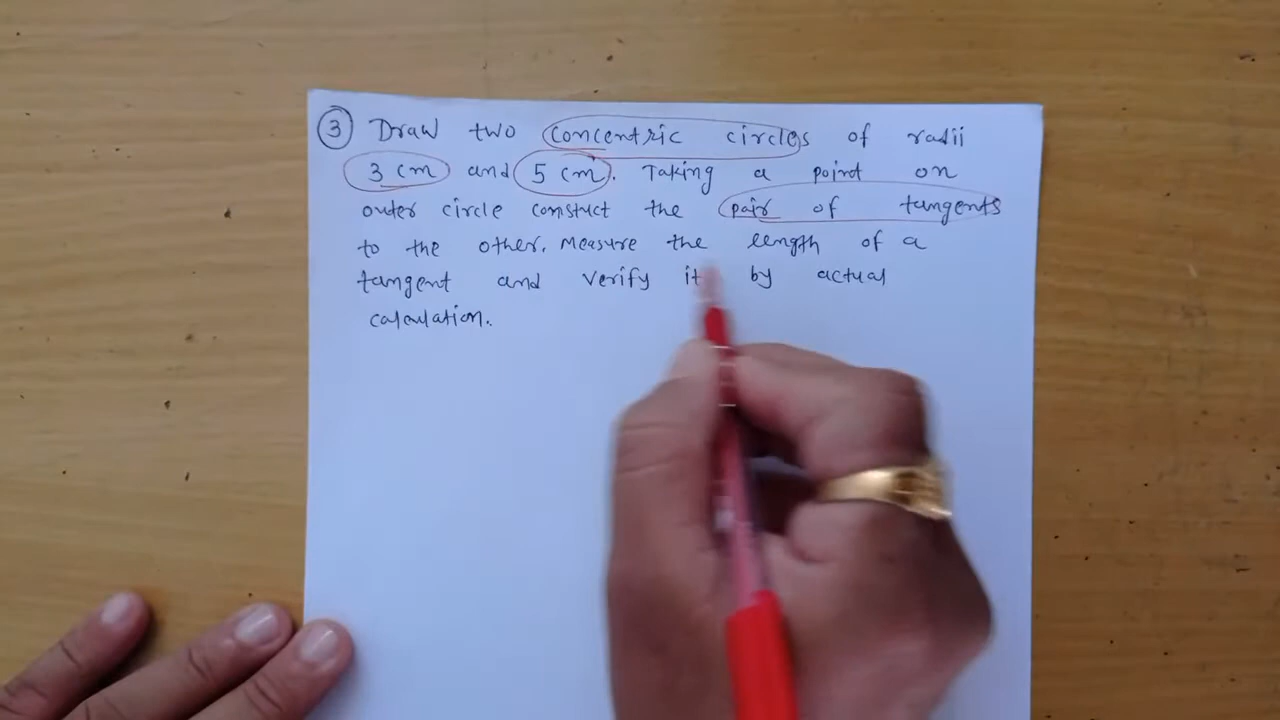 3 Draw two concentric circles of radii
3 cm and 5 cm. Taking a point on
outer circle constuct the pair of tangents
to the other. Measure the length of a
tangent and verify it by actual
calculation.